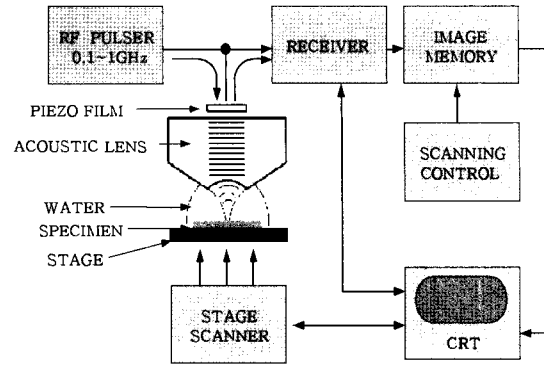 RF PULSER
0.1~1GHz
RECEIVER
IMAGE
MEMORY
PIEZO FILM
ACOUSTIC LENS
SCANNING
CONTROL
WATER
SPECIMEN
STAGE
STAGE
SCANNER
CRT